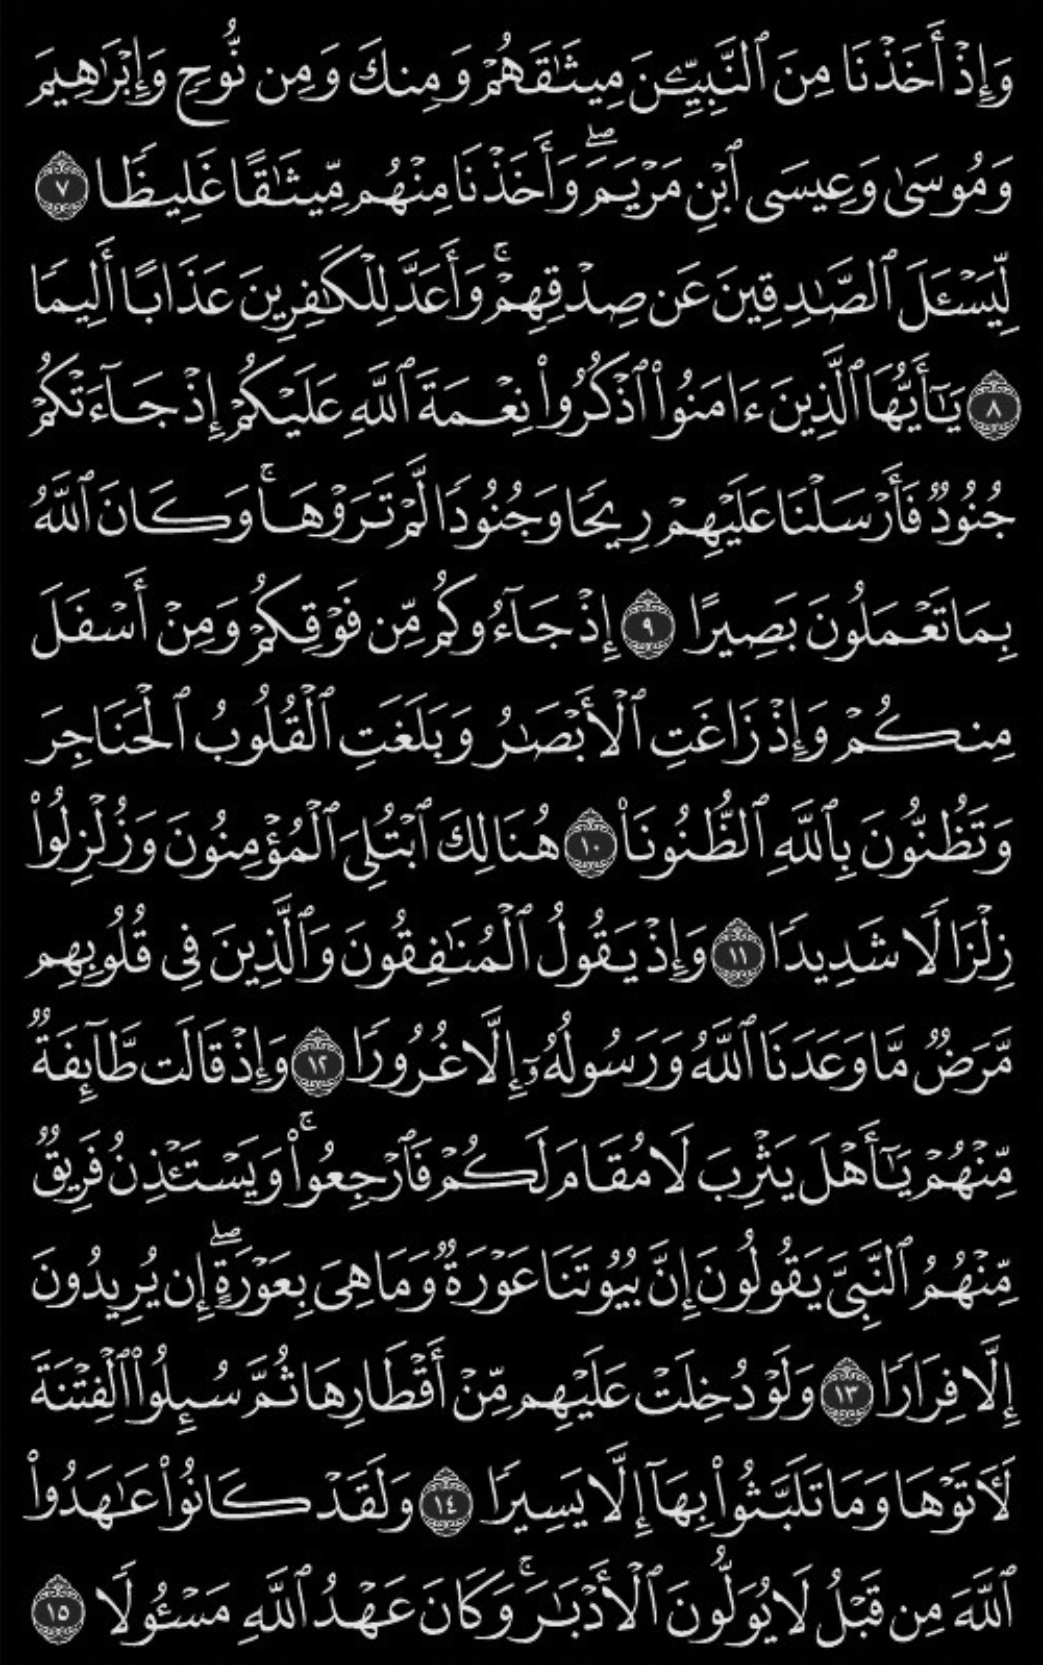 وَإِذْ أَخَذْنَا مِنَ ٱلنَّبِيِّـۧنَ مِيثَٰقَهُمْ وَمِنكَ وَمِن نُّوحٍ وَإِبْرَٰهِيمَ
وَمُوسَىٰ وَعِيسَى ٱبْنِ مَرْيَمَۖ وَأَخَذْنَا مِنْهُم مِّيثَٰقًا غَلِيظًا ٧
لِّيَسْـَٔلَ ٱلصَّٰدِقِينَ عَن صِدْقِهِمْۚ وَأَعَدَّ لِلْكَٰفِرِينَ عَذَابًا أَلِيمًا
٨ يَٰٓأَيُّهَا ٱلَّذِينَ ءَامَنُوا۟ ٱذْكُرُوا۟ نِعْمَةَ ٱللَّهِ عَلَيْكُمْ إِذْ جَآءَتْكُمْ
جُنُودٌ فَأَرْسَلْنَا عَلَيْهِمْ رِيحًا وَجُنُودًا لَّمْ تَرَوْهَاۚ وَكَانَ ٱللَّهُ
بِمَا تَعْمَلُونَ بَصِيرًا ٩ إِذْ جَآءُوكُم مِّن فَوْقِكُمْ وَمِنْ أَسْفَلَ
مِنكُمْ وَإِذْ زَاغَتِ ٱلْأَبْصَٰرُ وَبَلَغَتِ ٱلْقُلُوبُ ٱلْحَنَاجِرَ
وَتَظُنُّونَ بِٱللَّهِ ٱلظُّنُونَا۠ ١٠ هُنَالِكَ ٱبْتُلِىَ ٱلْمُؤْمِنُونَ وَزُلْزِلُوا۟
زِلْزَالًا شَدِيدًا ١١ وَإِذْ يَقُولُ ٱلْمُنَٰفِقُونَ وَٱلَّذِينَ فِى قُلُوبِهِم
مَّرَضٌ مَّا وَعَدَنَا ٱللَّهُ وَرَسُولُهُۥٓ إِلَّا غُرُورًا ١٢ وَإِذْ قَالَت طَّآئِفَةٌ
مِّنْهُمْ يَٰٓأَهْلَ يَثْرِبَ لَا مُقَامَ لَكُمْ فَٱرْجِعُوا۟ۚ وَيَسْتَـْٔذِنُ فَرِيقٌ
مِّنْهُمُ ٱلنَّبِىَّ يَقُولُونَ إِنَّ بُيُوتَنَا عَوْرَةٌ وَمَا هِىَ بِعَوْرَةٍۖ إِن يُرِيدُونَ
إِلَّا فِرَارًا ١٣ وَلَوْ دُخِلَتْ عَلَيْهِم مِّنْ أَقْطَارِهَا ثُمَّ سُئِلُوا۟ ٱلْفِتْنَةَ
لَـَٔاتَوْهَا وَمَا تَلَبَّثُوا۟ بِهَآ إِلَّا يَسِيرًا ١٤ وَلَقَدْ كَانُوا۟ عَٰهَدُوا۟
ٱللَّهَ مِن قَبْلُ لَا يُوَلُّونَ ٱلْأَدْبَٰرَۚ وَكَانَ عَهْدُ ٱللَّهِ مَسْـُٔولًا ١٥